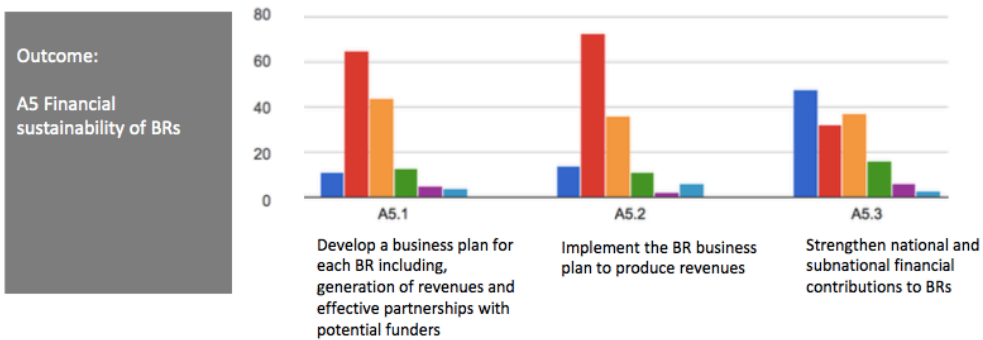 Outcome:
A5 Financial
sustainability of BRs
80
60
40
20
0
A5.1
A5.2
A5.3
Develop a business plan for
each BR including,
generation of revenues and
effective partnerships with
potential funders
Implement the BR business
plan to produce revenues
Strengthen national and
subnational financial
contributions to BRs